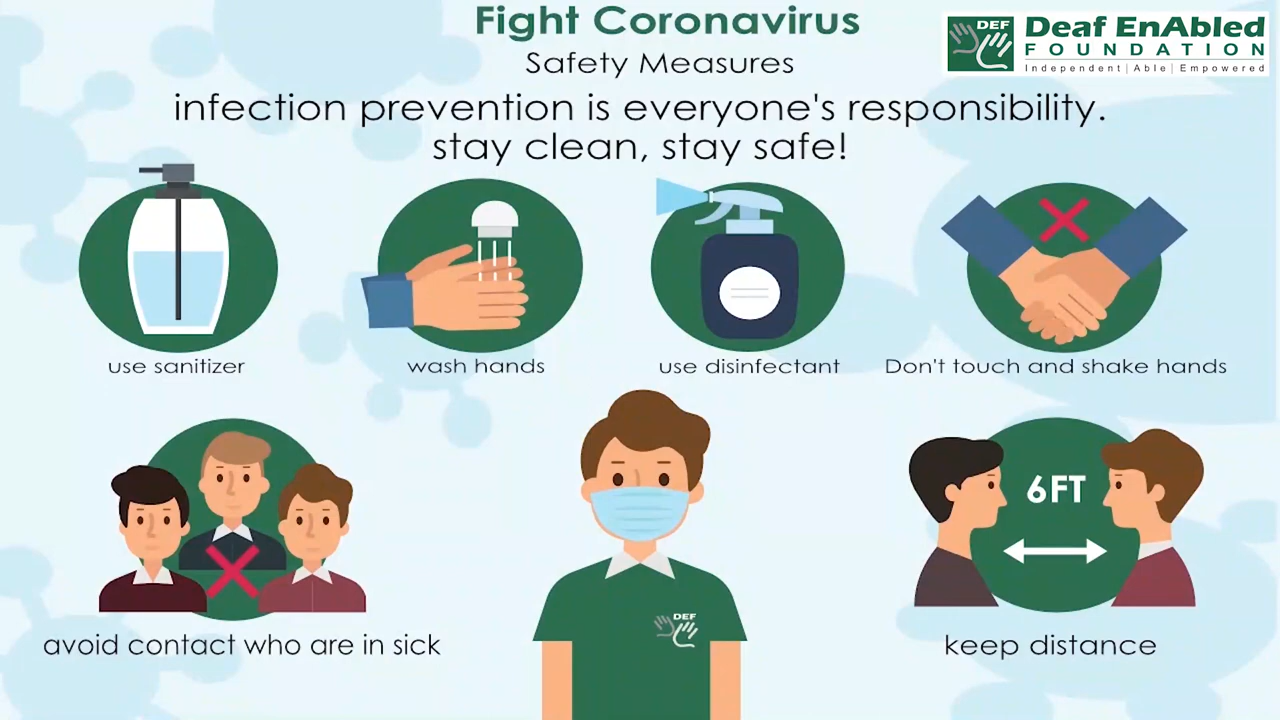 Fight Coronavirus
Safety Measures
infection prevention is everyone's responsibility.
stay clean, stay safe!
DEF
Deaf EnAbled
FOUNDATION
Independent | Able | Empowered
use sanitizer
wash hands
use disinfectant
Don't touch and shake hands
6FT
DEF
avoid contact who are in sick
keep distance